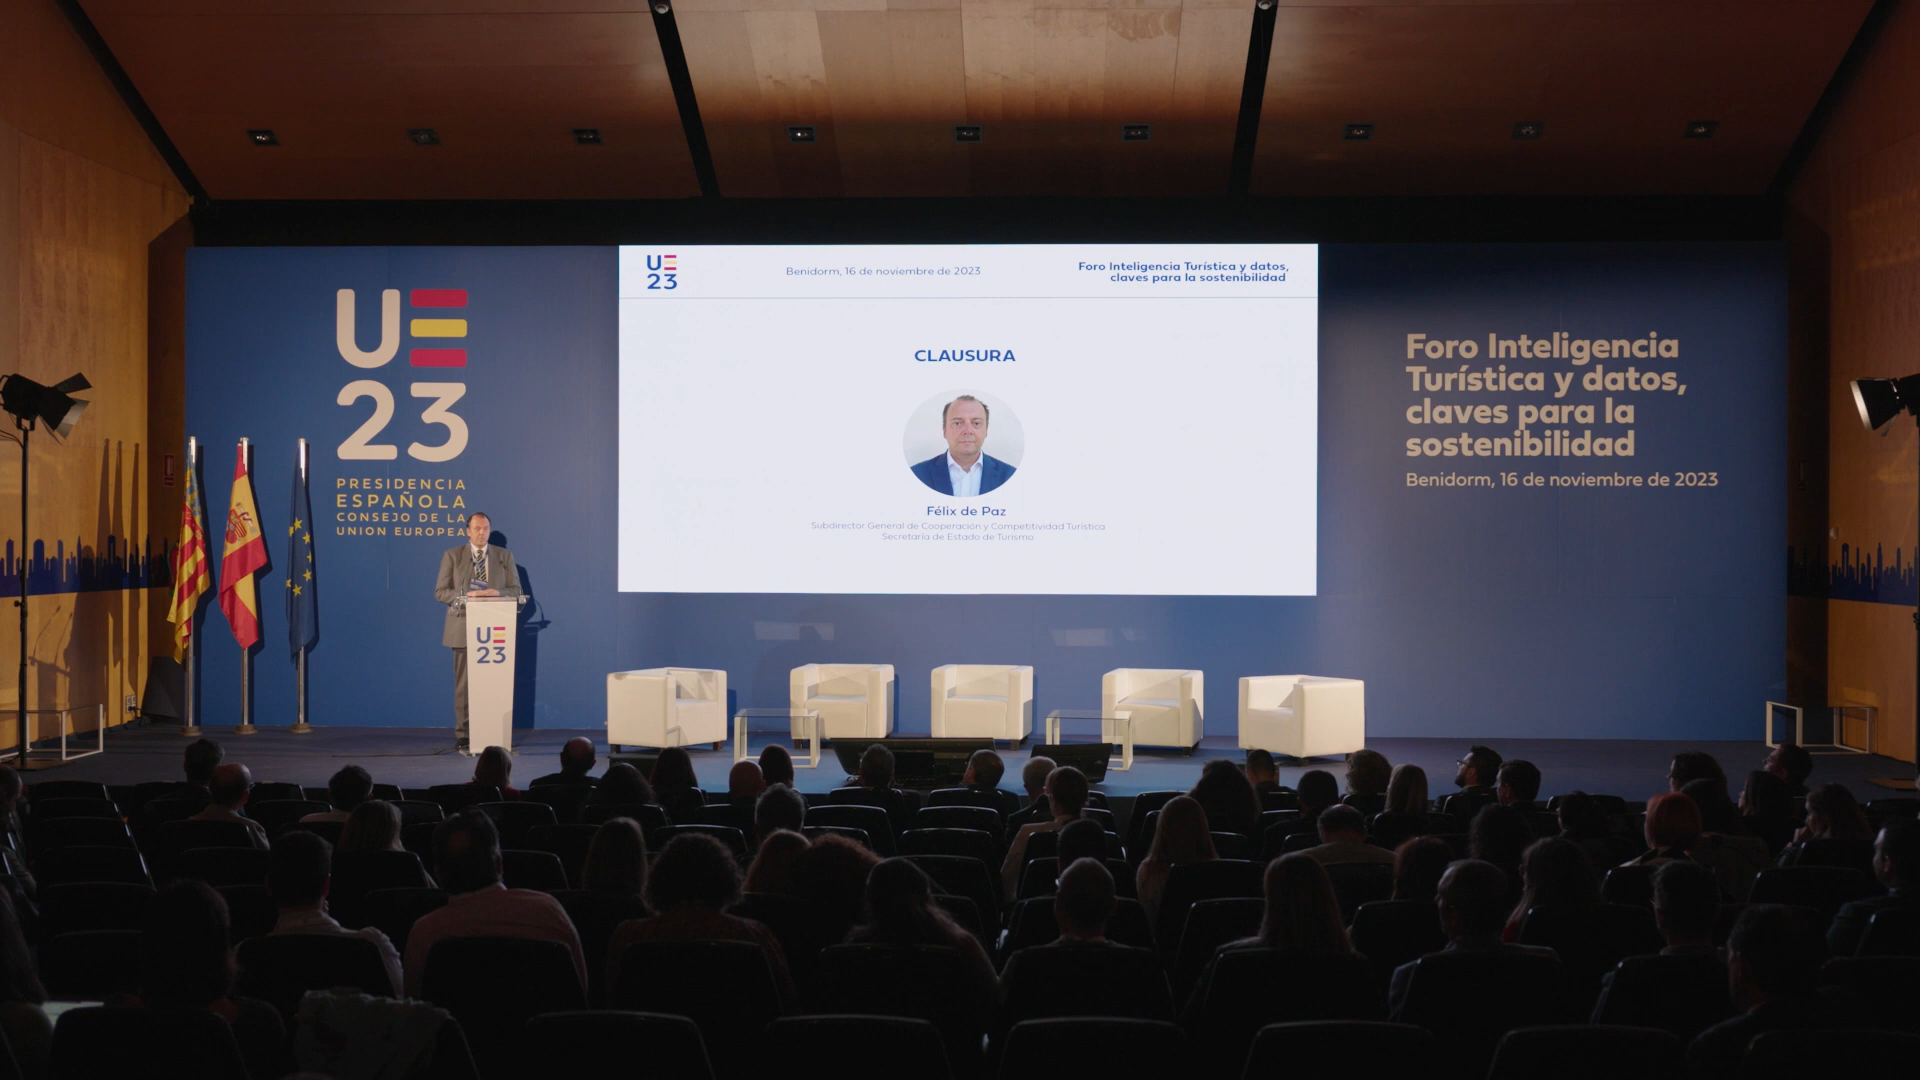 UE
23
PRESIDENCIA
ESPAÑOLA
CONSEJO DE LA
UNION EUROPEA
UE
23
Benidorm, 16 de noviembre de 2023
Foro Inteligencia Turística y datos,
claves para la sostenibilidad
CLAUSURA
Félix de Paz
Subdirector General de Cooperación y Competitividad Turística
Secretaría de Estado de Turismo
Foro Inteligencia
Turística y datos,
claves para la
sostenibilidad
Benidorm, 16 de noviembre de 2023
UE
23